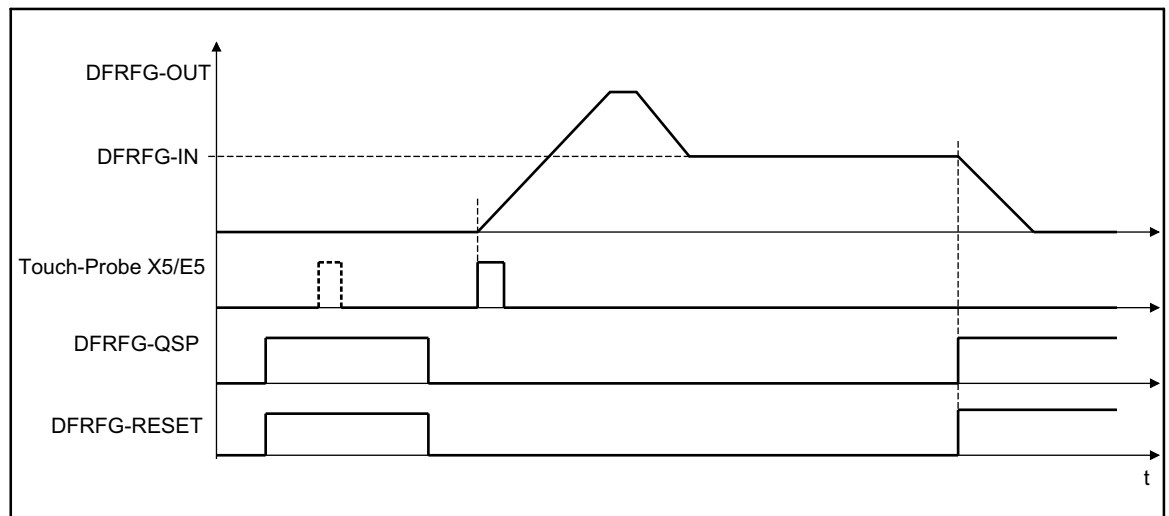 DFRFG-OUT
DFRFG-IN
Touch-Probe X5/E5
DFRFG-QSP
DFRFG-RESET
t